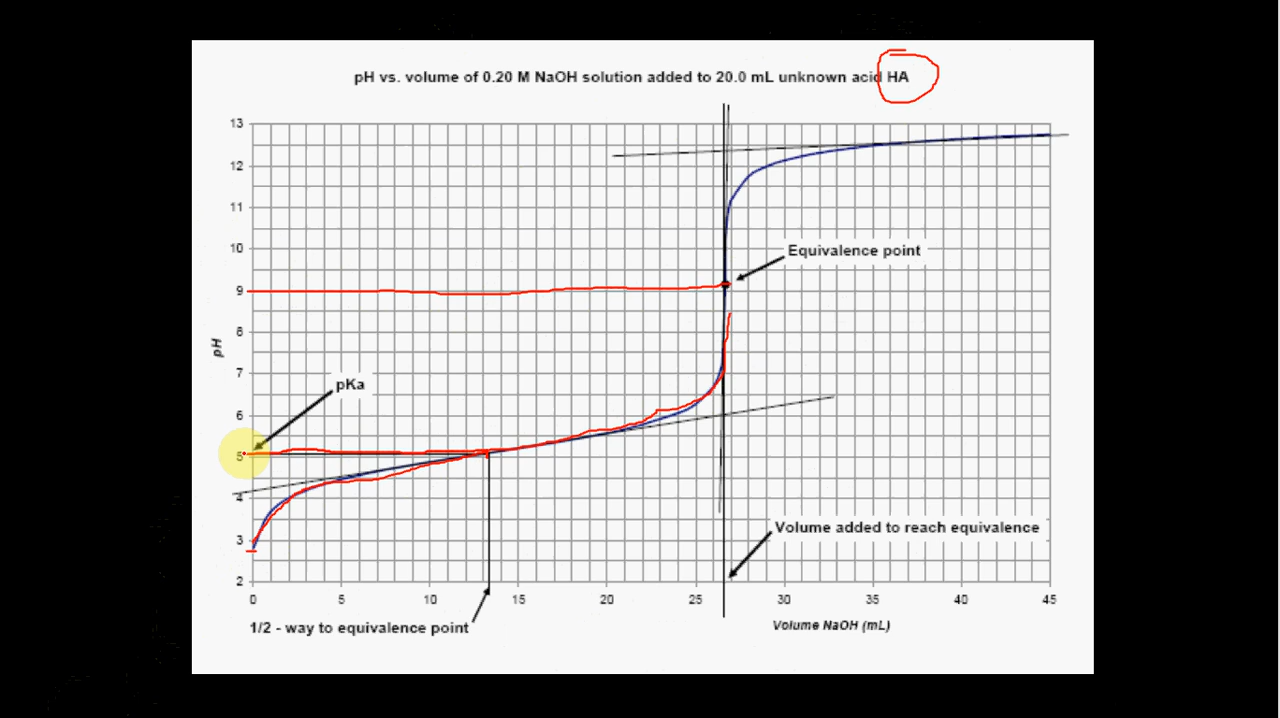 pH vs. volume of 0.20 M NaOH solution added to 20.0 mL unknown acid HA
13
12
11
10
Equivalence point
9
8
pH
7
pKa
6
5
4
Volume added to reach equivalence
3
2
0 5 10 15 20 25 30 35 40 45
1/2 - way to equivalence point
Volume NaOH (mL)